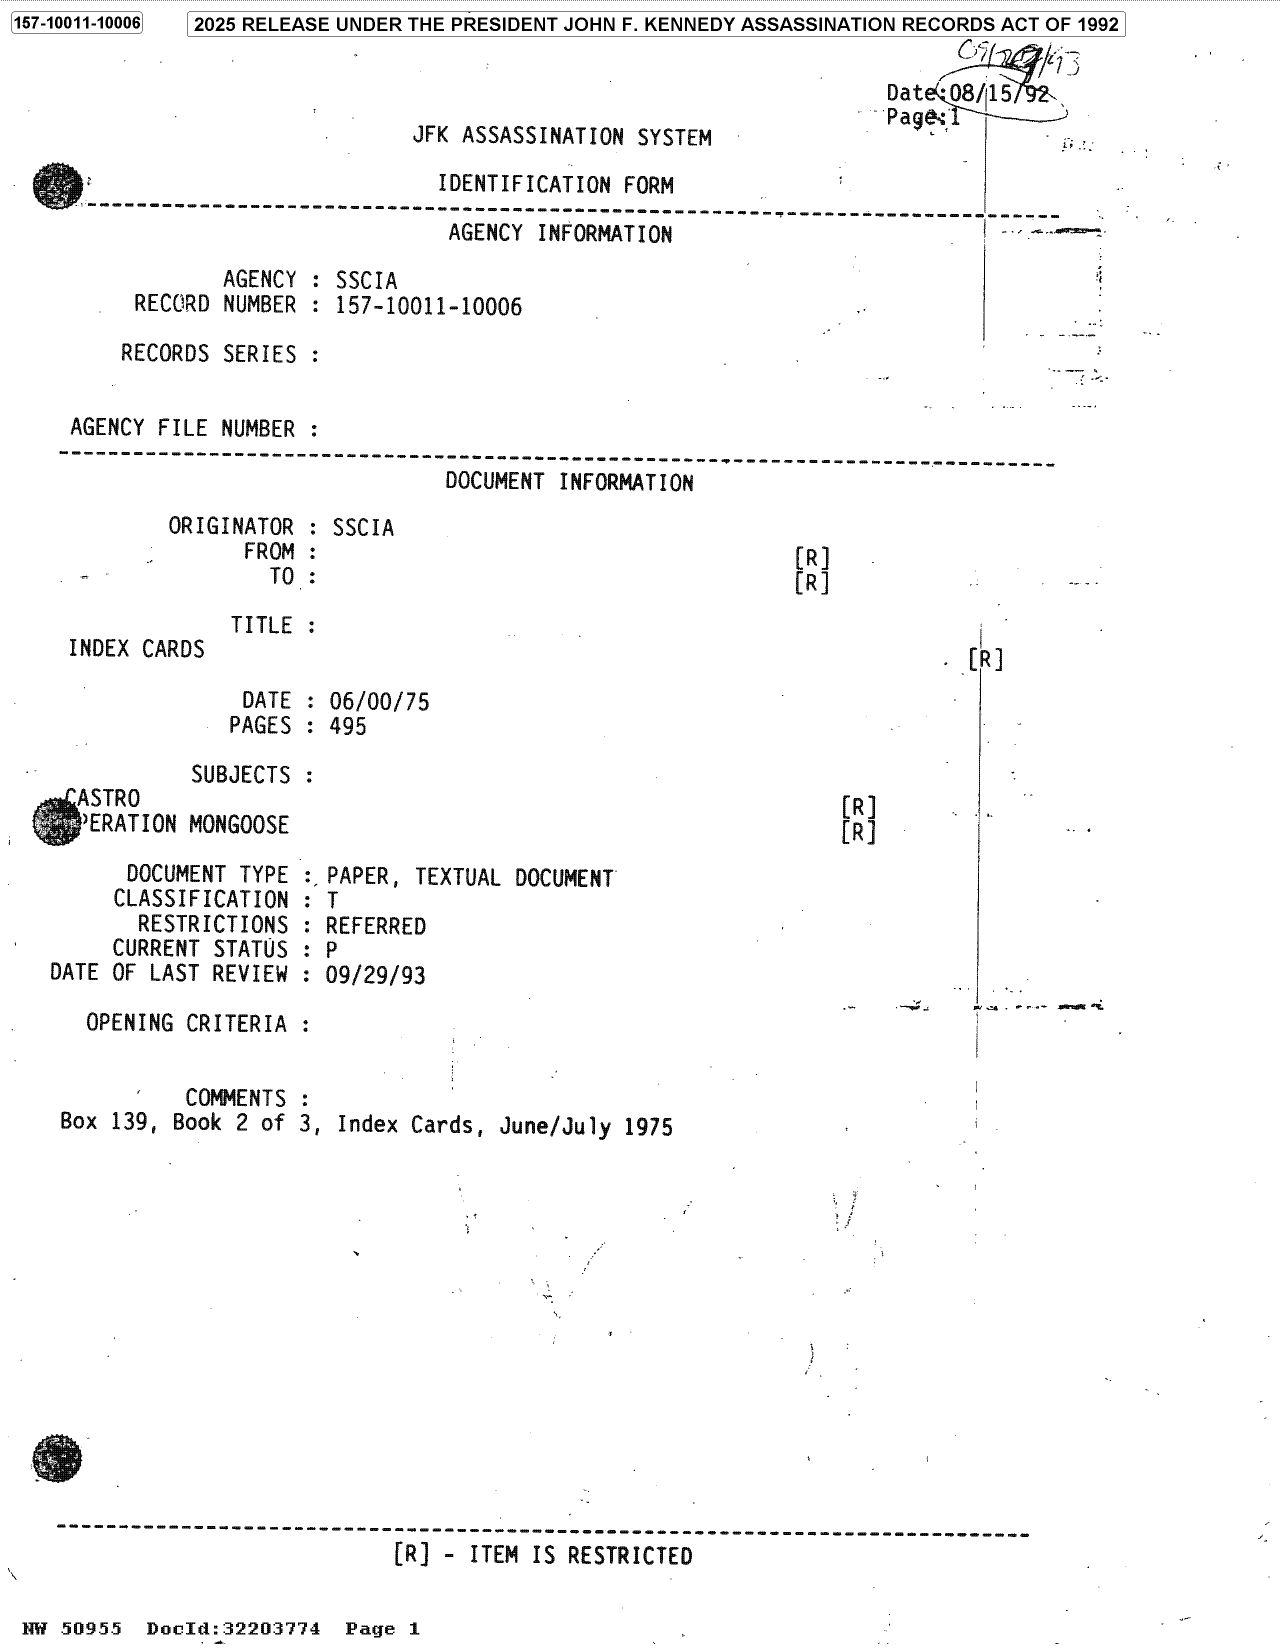 157-10011-10006
2025 RELEASE UNDER THE PRESIDENT JOHN F. KENNEDY ASSASSINATION RECORDS ACT OF 1992
Date:08/15/92
Page:1
JFK ASSASSINATION SYSTEM
IDENTIFICATION FORM
AGENCY INFORMATION
AGENCY : SSCIA
RECORD NUMBER : 157-10011-10006
RECORDS SERIES :
AGENCY FILE NUMBER :
DOCUMENT INFORMATION
ORIGINATOR : SSCIA
FROM : [R]
TO : [R]
TITLE :
INDEX CARDS [R]
DATE : 06/00/75
PAGES : 495
SUBJECTS :
CASTRO [R]
PERATION MONGOOSE [R]
DOCUMENT TYPE : PAPER, TEXTUAL DOCUMENT
CLASSIFICATION : T
RESTRICTIONS : REFERRED
CURRENT STATUS : P
DATE OF LAST REVIEW : 09/29/93
OPENING CRITERIA :
COMMENTS :
Box 139, Book 2 of 3, Index Cards, June/July 1975
[R] - ITEM IS RESTRICTED
NW 50955 DocId:32203774 Page 1